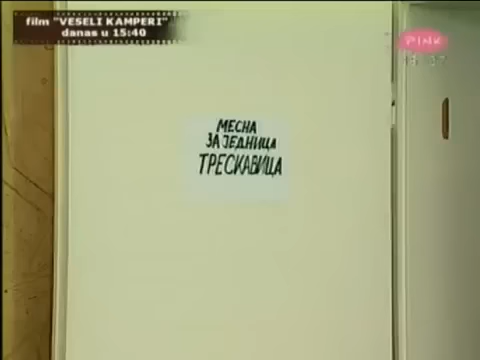 film "VESELI KAMPERI"
danas u 15:40
PINK
МЕСНА
ЗАЈЕДНИЦА
ТРЕСКАВИЦА